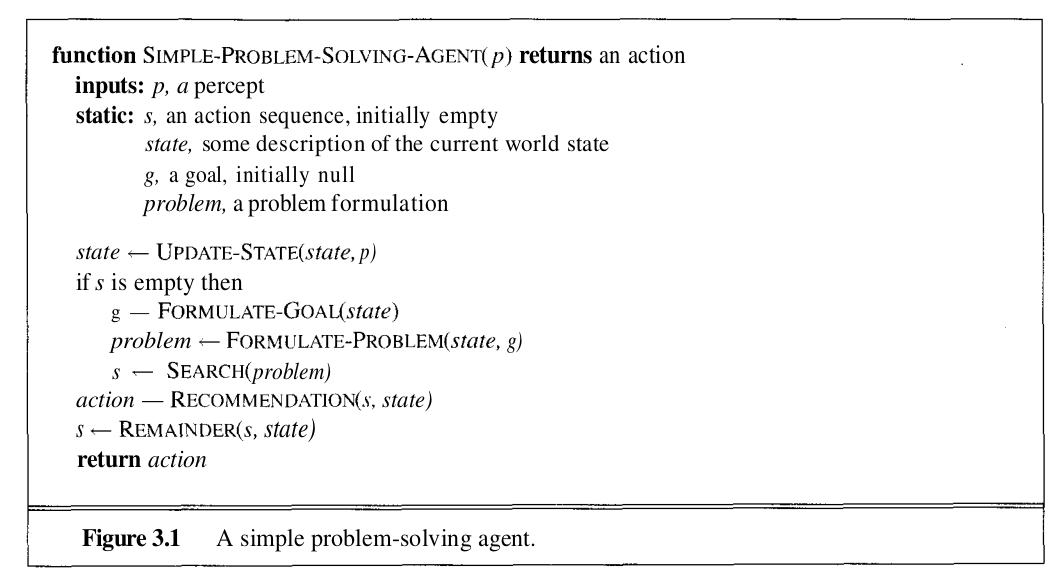 function SIMPLE-PROBLEM-SOLVING-AGENT(p) returns an action
inputs: p, a percept
static: s, an action sequence, initially empty
state, some description of the current world state
g, a goal, initially null
problem, a problem formulation
state ← UPDATE-STATE(state, p)
if s is empty then
g — FORMULATE-GOAL(state)
problem ← FORMULATE-PROBLEM(state, g)
s ← SEARCH(problem)
action — RECOMMENDATION(s, state)
s ← REMAINDER(s, state)
return action
Figure 3.1 A simple problem-solving agent.